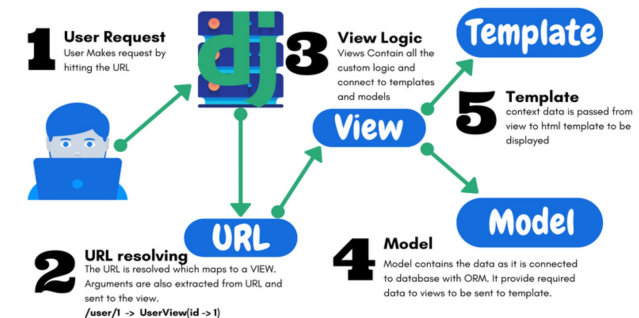 1
User Request
User Makes request by
hitting the URL
dj
3
View Logic
Views Contain all the
custom logic and
connect to templates
and models
Template
5
Template
context data is passed from
view to html template to be
displayed
View
URL
2
URL resolving
The URL is resolved which maps to a VIEW.
Arguments are also extracted from URL and
sent to the view.
/user/1 -> UserView(id ->1)
Model
4
Model
Model contains the data as it is connected
to database with ORM. It provide required
data to views to be sent to template.